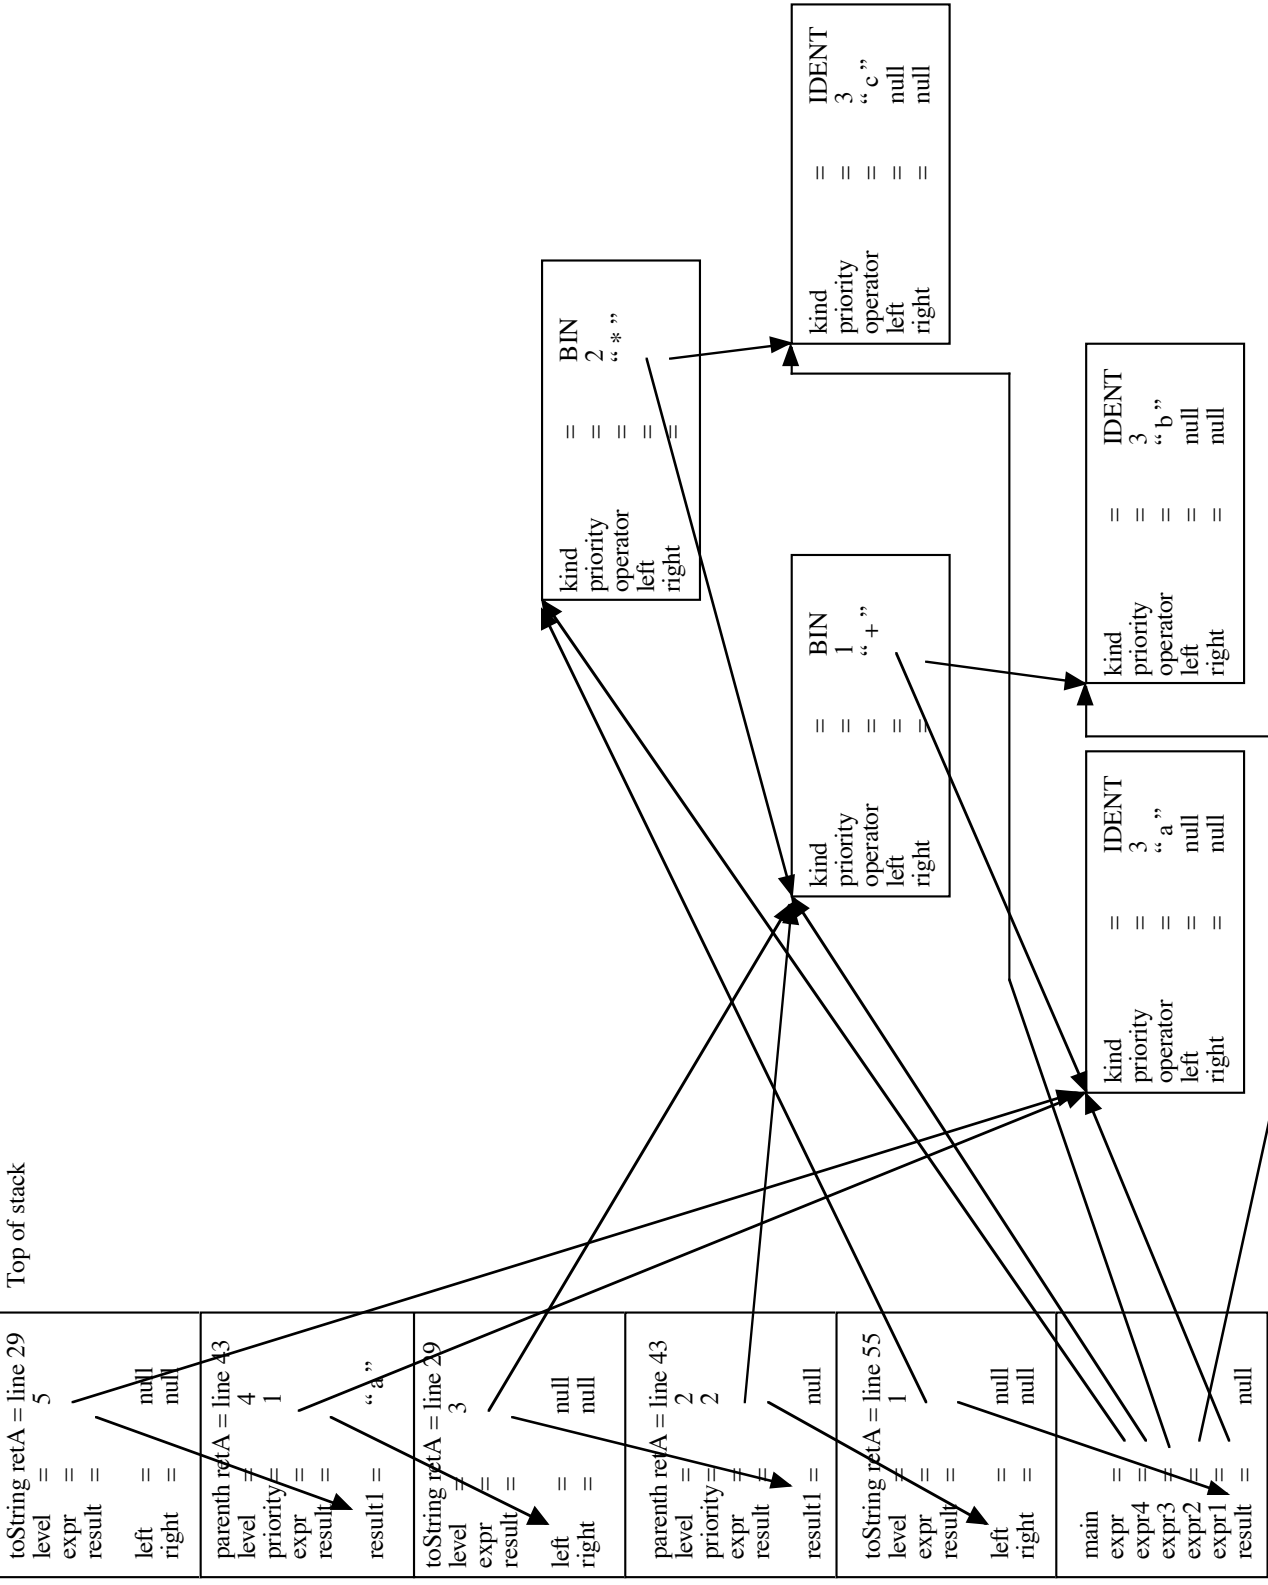 Top of stack
toString retA = line 29
level = 5
expr =
result =
left = null
right = null
parenth retA = line 43
level = 4
priority = 1
expr =
result =
result1 = “a”
toString retA = line 29
level = 3
expr =
result =
left = null
right = null
parenth retA = line 43
level = 2
priority = 2
expr =
result =
result1 = null
toString retA = line 55
level = 1
expr =
result =
left = null
right = null
main
expr =
expr4 =
expr3 =
expr2 =
expr1 =
result = null
kind = BIN
priority = 2
operator = “*”
left =
right =
kind = BIN
priority = 1
operator = “+”
left =
right =
kind = IDENT
priority = 3
operator = “c”
left = null
right = null
kind = IDENT
priority = 3
operator = “a”
left = null
right = null
kind = IDENT
priority = 3
operator = “b”
left = null
right = null